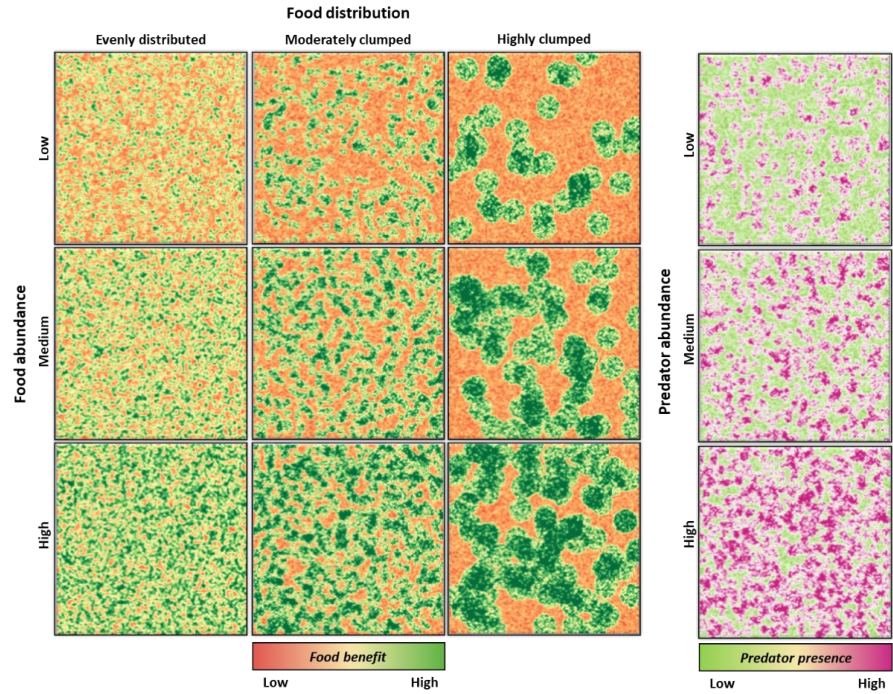 Food distribution
Evenly distributed
Moderately clumped
Highly clumped
Food abundance
Low
Medium
High
Predator abundance
Low
Medium
High
Food benefit
Low
High
Predator presence
Low
High